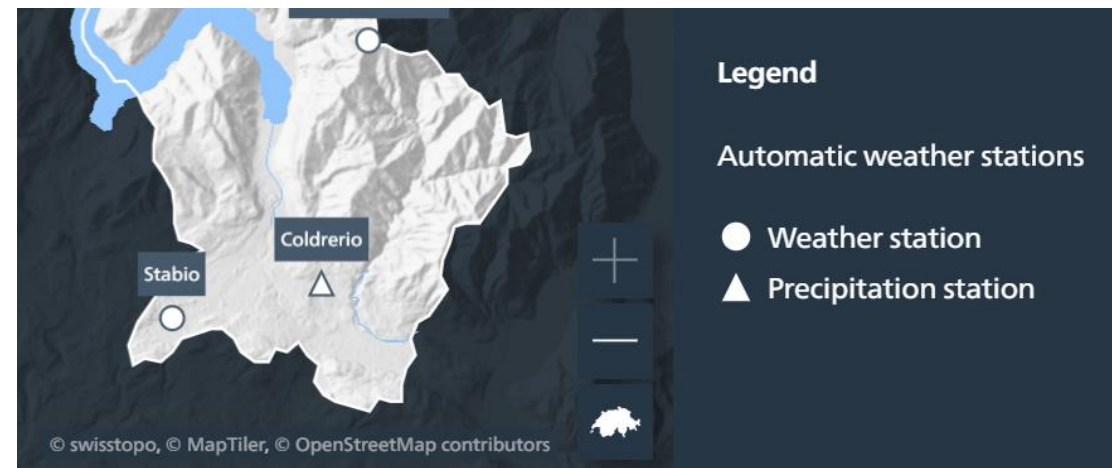 Legend
Automatic weather stations
Weather station
Precipitation station
Coldrerio
Stabio
© swisstopo, © MapTiler, © OpenStreetMap contributors